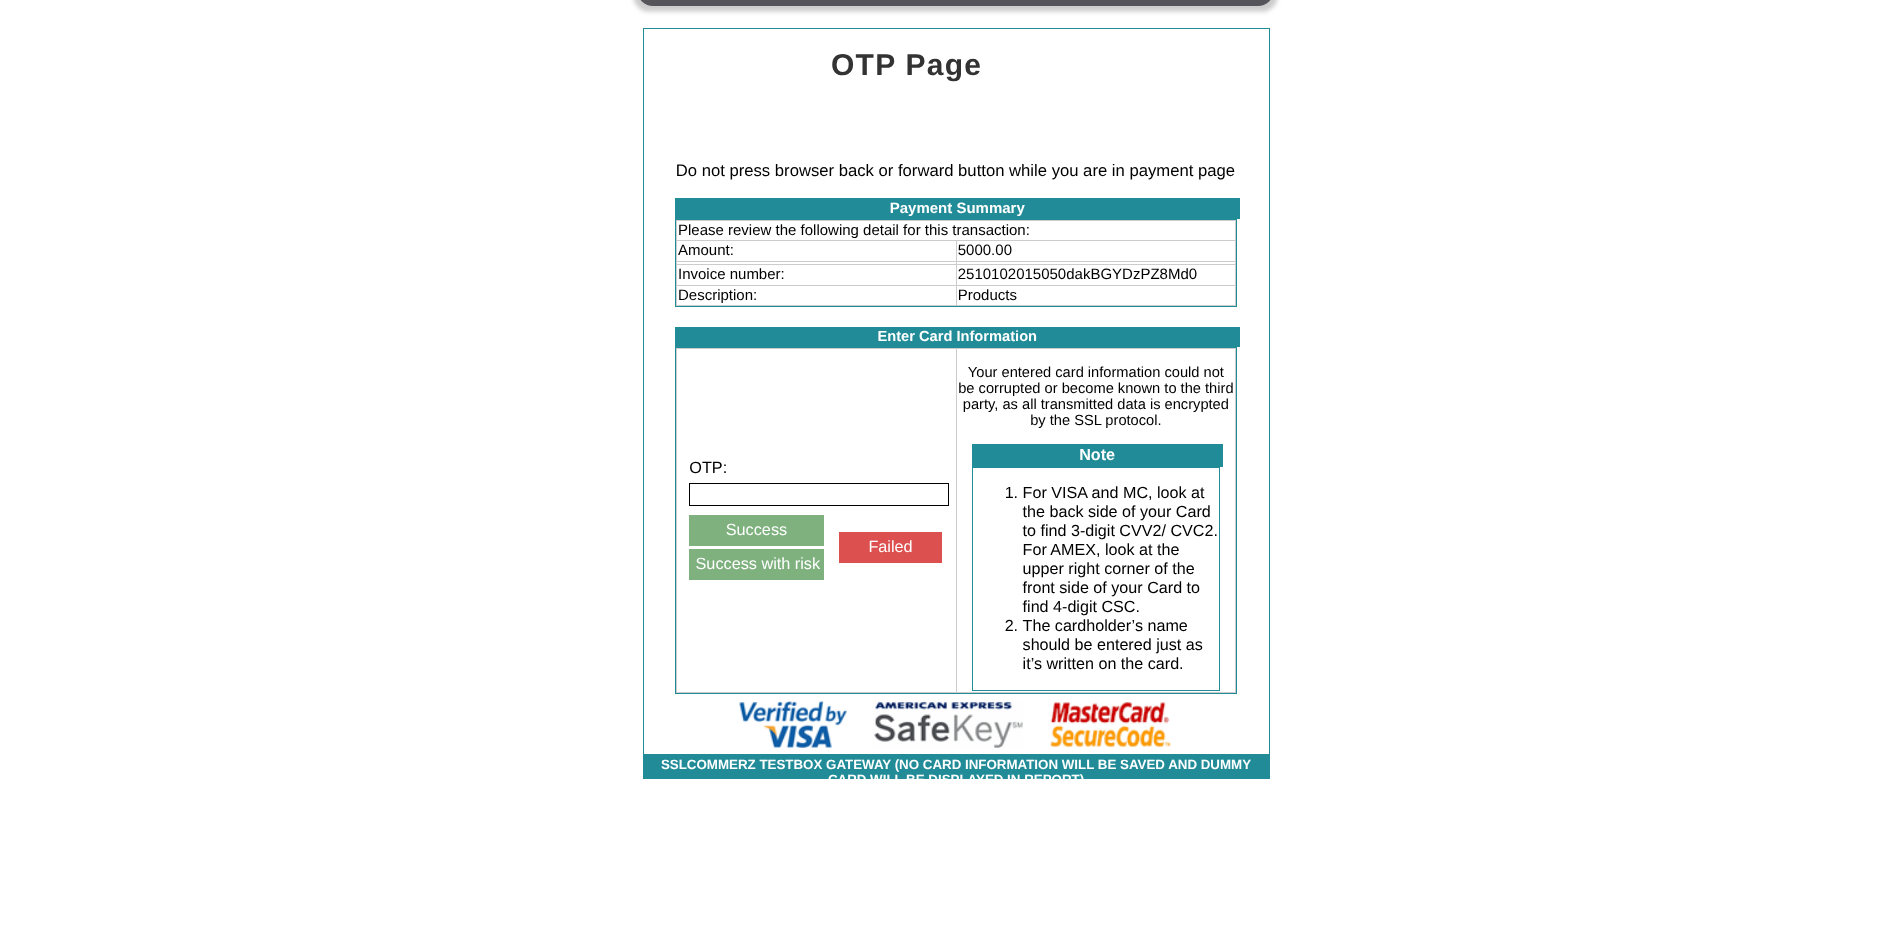 OTP Page
Do not press browser back or forward button while you are in payment page
Payment Summary
Please review the following detail for this transaction:
Amount: 5000.00
Invoice number: 2510102015050dakBGYDzPZ8Md0
Description: Products
Enter Card Information
Your entered card information could not
be corrupted or become known to the third
party, as all transmitted data is encrypted
by the SSL protocol.
OTP:
Success
Success with risk
Failed
Note
1. For VISA and MC, look at
the back side of your Card
to find 3-digit CVV2/ CVC2.
For AMEX, look at the
upper right corner of the
front side of your Card to
find 4-digit CSC.
2. The cardholder’s name
should be entered just as
it’s written on the card.
Verified by
VISA
AMERICAN EXPRESS
SafeKey℠
MasterCard®
SecureCode™
SSLCOMMERZ TESTBOX GATEWAY (NO CARD INFORMATION WILL BE SAVED AND DUMMY
CARD WILL BE DISPLAYED IN REPORT)